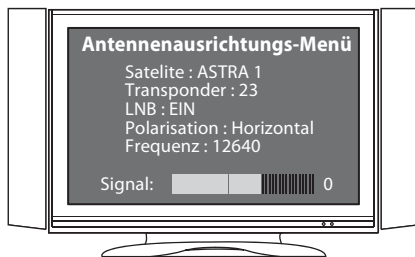 Antennenausrichtungs-Menü
Satelite : ASTRA 1
Transponder : 23
LNB : EIN
Polarisation : Horizontal
Frequenz : 12640
Signal: 0